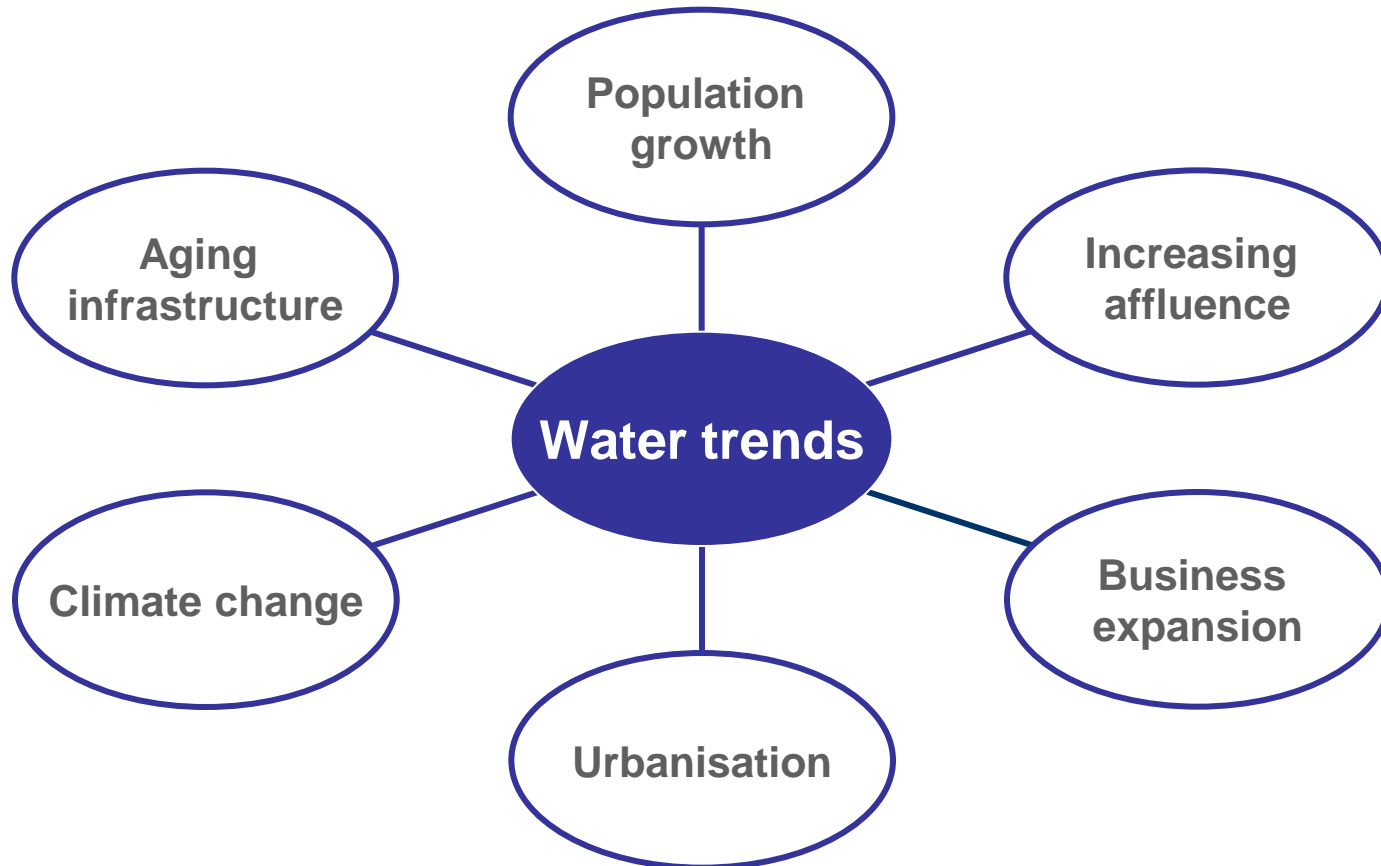 Population
growth
Aging
infrastructure
Increasing
affluence
Water trends
Climate change
Business
expansion
Urbanisation